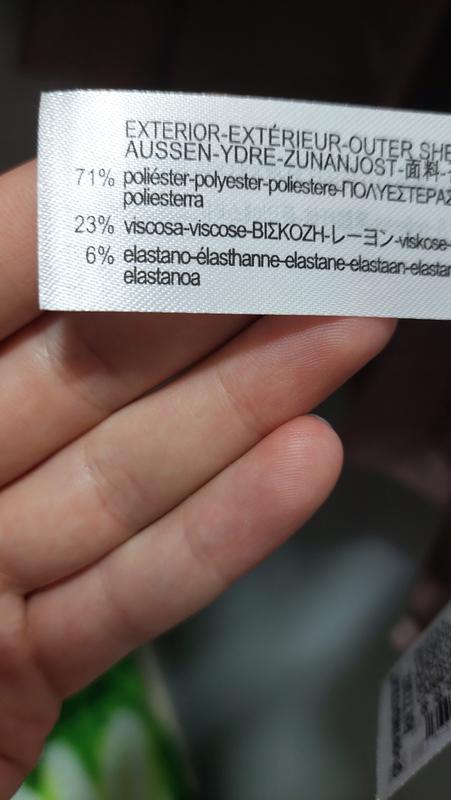 EXTERIOR-EXTÉRIEUR-OUTER SHE
AUSSEN-YDRE-ZUNANJOST-面料-
71% poliéster-polyester-poliestere-ΠΟΛΥΕΣΤΕΡΑΣ
poliesterra
23% viscosa-viscose-ΒΙΣΚΟΖΗ-レーヨン-viskose-
6% elastano-élasthanne-elastane-elastaan-elastan
elastanoa